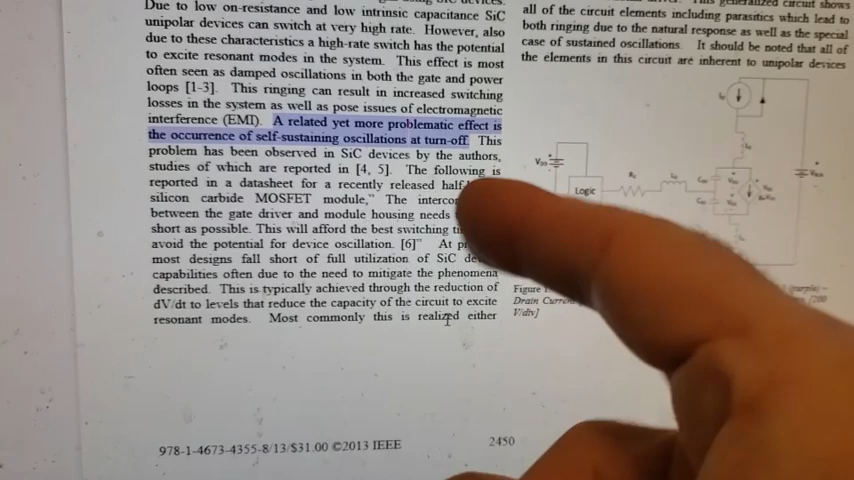 Due to low on-resistance and low intrinsic capacitance SiC
unipolar devices can switch at very high rate. However, also
due to these characteristics a high-rate switch has the potential
to excite resonant modes in the system. This effect is most
often seen as damped oscillations in both the gate and power
loops [1-3]. This ringing can result in increased switching
losses in the system as well as pose issues of electromagnetic
interference (EMI). A related yet more problematic effect is
the occurrence of self-sustaining oscillations at turn-off. This
problem has been observed in SiC devices by the authors,
studies of which are reported in [4, 5]. The following is
reported in a datasheet for a recently released half
silicon carbide MOSFET module,” The
between the gate driver and module housing needs
short as possible. This will afford the best switching
avoid the potential for device oscillation. [6]” At
most designs fall short of full utilization of SiC
capabilities often due to the need to mitigate the phenomena
described. This is typically achieved through the reduction of
dV/dt to levels that reduce the capacity of the circuit to excite
resonant modes. Most commonly this is realized either
978-1-4673-4355-8/13/$31.00 ©2013 IEEE
2450
This generalized circuit shows
all of the circuit elements including parasitics which lead to
both ringing due to the natural response as well as the special
case of sustained oscillations. It should be noted that all of
the elements in this circuit are inherent to unipolar devices
Logic
Figure
Drain
V/div]